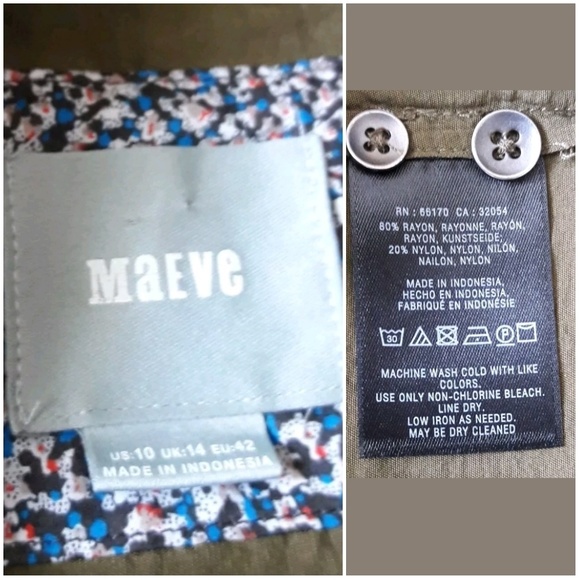 MaEVe
US:10 UK:14 EU:42
MADE IN INDONESIA
RN : 66170 CA : 32054
80% RAYON, RAYONNE, RAYÓN,
RAYON, KUNSTSEIDE;
20% NYLON, NYLON, NILÓN,
NAILON, NYLON
MADE IN INDONESIA,
HECHO EN INDONESIA,
FABRIQUÉ EN INDONÉSIE
30 P
MACHINE WASH COLD WITH LIKE
COLORS.
USE ONLY NON-CHLORINE BLEACH.
LINE DRY.
LOW IRON AS NEEDED.
MAY BE DRY CLEANED